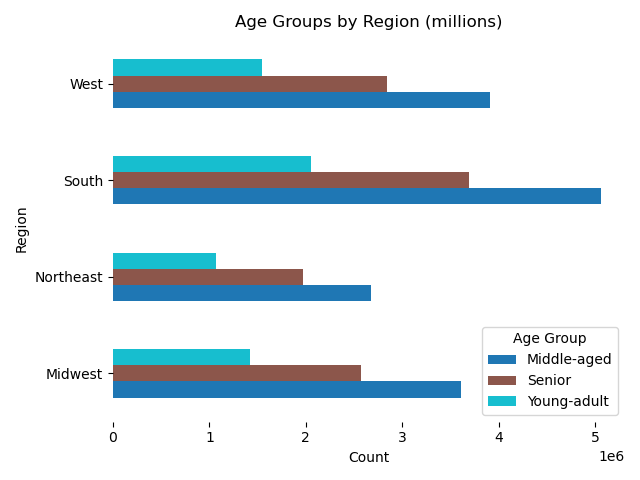 Age Groups by Region (millions)
West
South
Northeast
Midwest
Region
Age Group
Middle-aged
Senior
Young-adult
0 1 2 3 4 5
1e6
Count